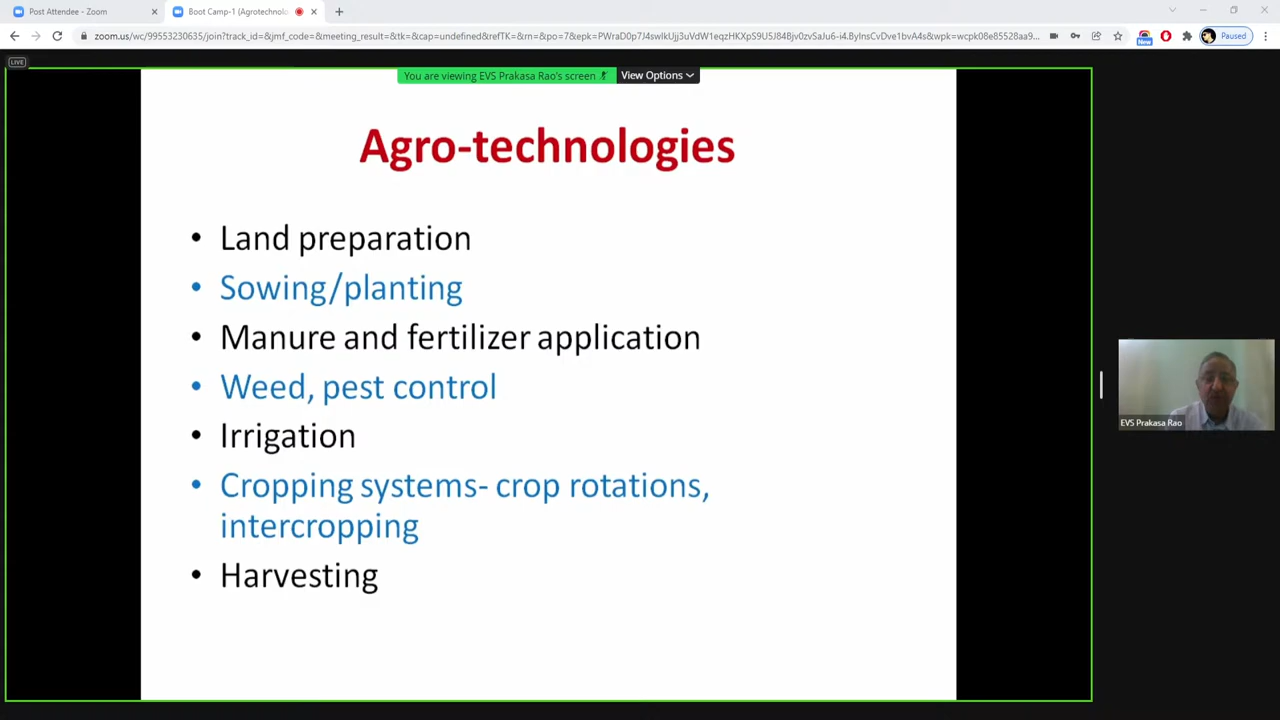 Post Attendee - Zoom
Boot Camp-1 (Agrotechnolo
Paused
New
LIVE
You are viewing EVS Prakasa Rao's screen
View Options
Agro-technologies
• Land preparation
• Sowing/planting
• Manure and fertilizer application
• Weed, pest control
• Irrigation
• Cropping systems- crop rotations,
intercropping
• Harvesting
EVS Prakasa Rao